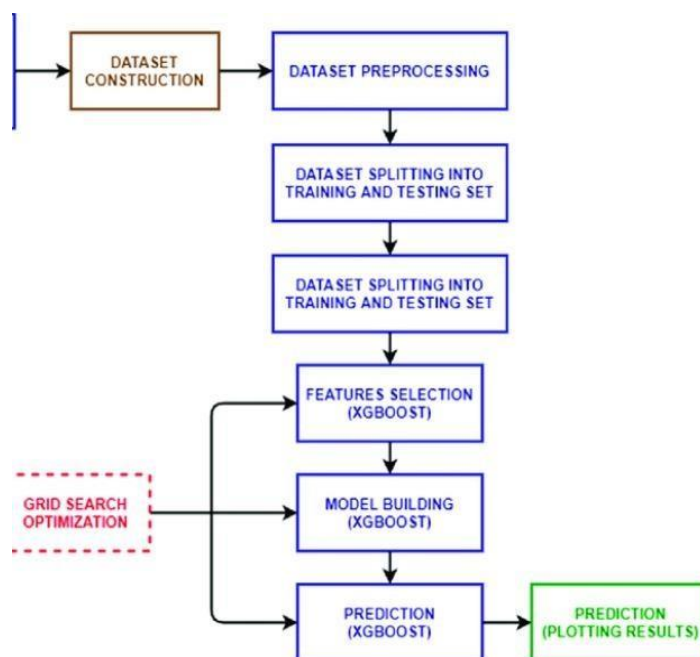 DATASET
CONSTRUCTION
DATASET PREPROCESSING
DATASET SPLITTING INTO
TRAINING AND TESTING SET
DATASET SPLITTING INTO
TRAINING AND TESTING SET
FEATURES SELECTION
(XGBOOST)
GRID SEARCH
OPTIMIZATION
MODEL BUILDING
(XGBOOST)
PREDICTION
(XGBOOST)
PREDICTION
(PLOTTING RESULTS)